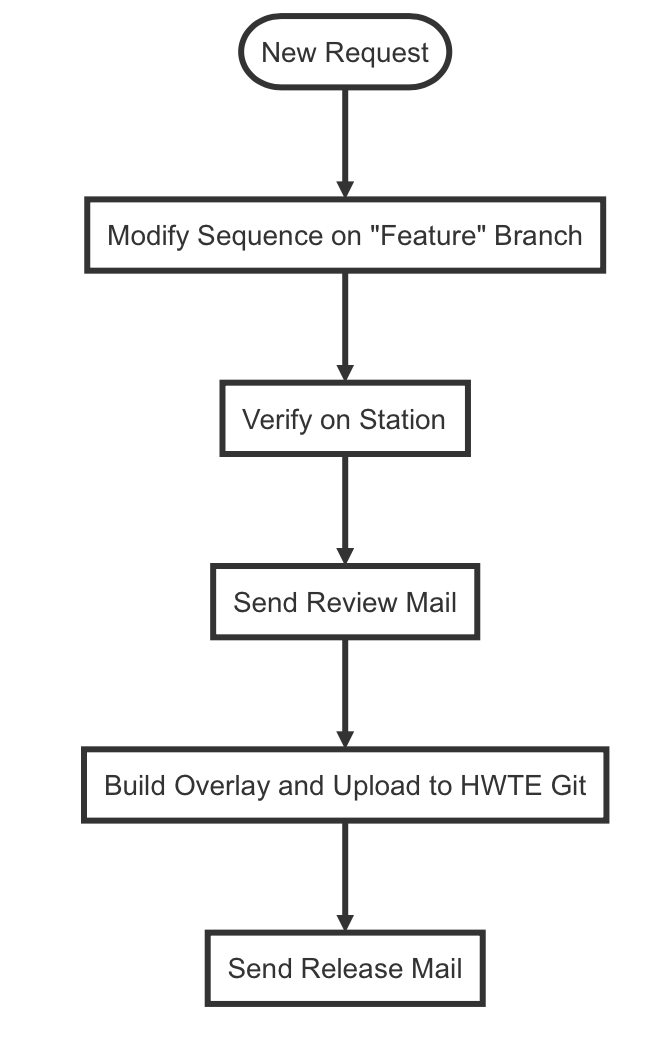 New Request
Modify Sequence on "Feature" Branch
Verify on Station
Send Review Mail
Build Overlay and Upload to HWTE Git
Send Release Mail